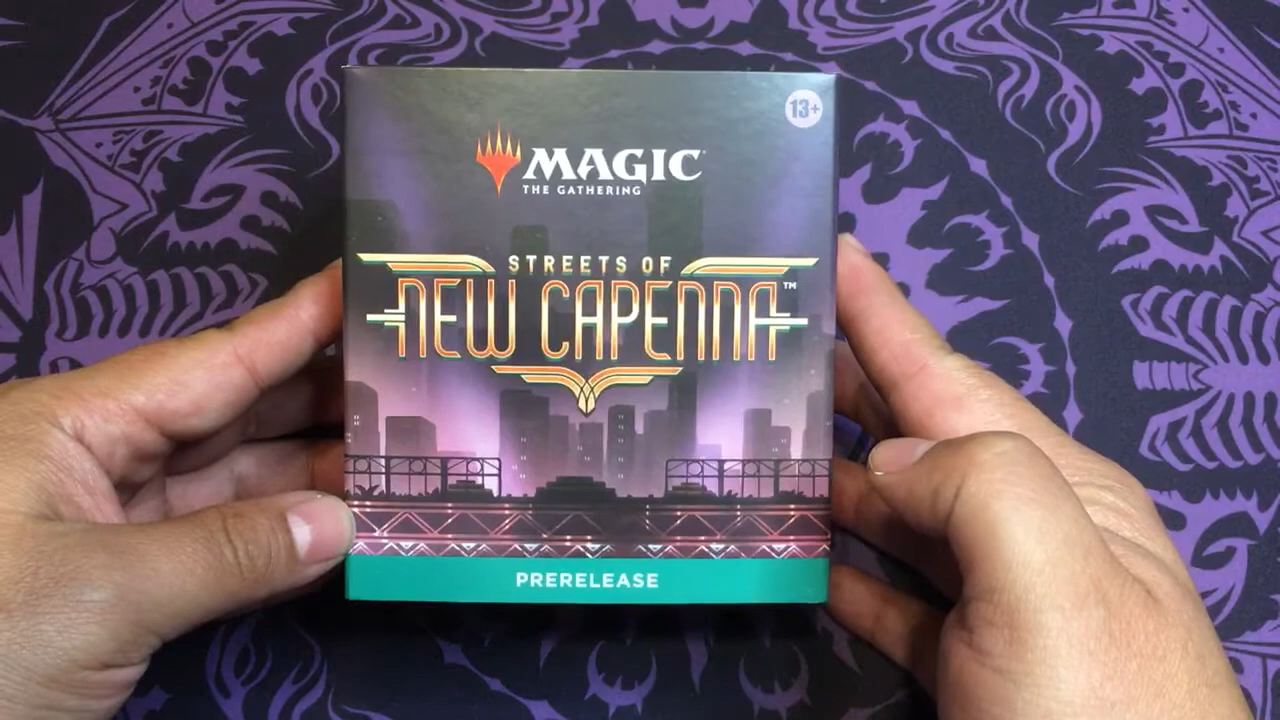 13+
MAGIC
THE GATHERING
STREETS OF
NEW CAPENNA™
PRERELEASE